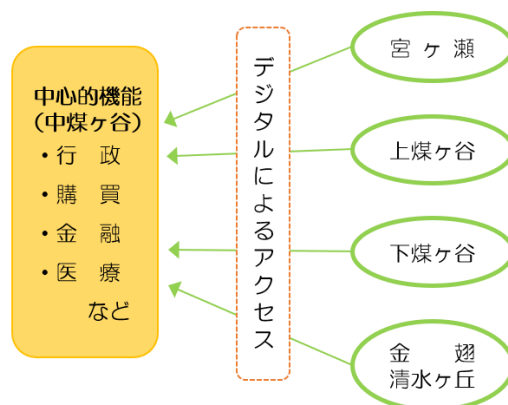 中心的機能
（中煤ヶ谷）
・行　政
・購　買
・金　融
・医　療
など
デジタルによるアクセス
宮ヶ瀬
上煤ヶ谷
下煤ヶ谷
金　翅
清水ヶ丘